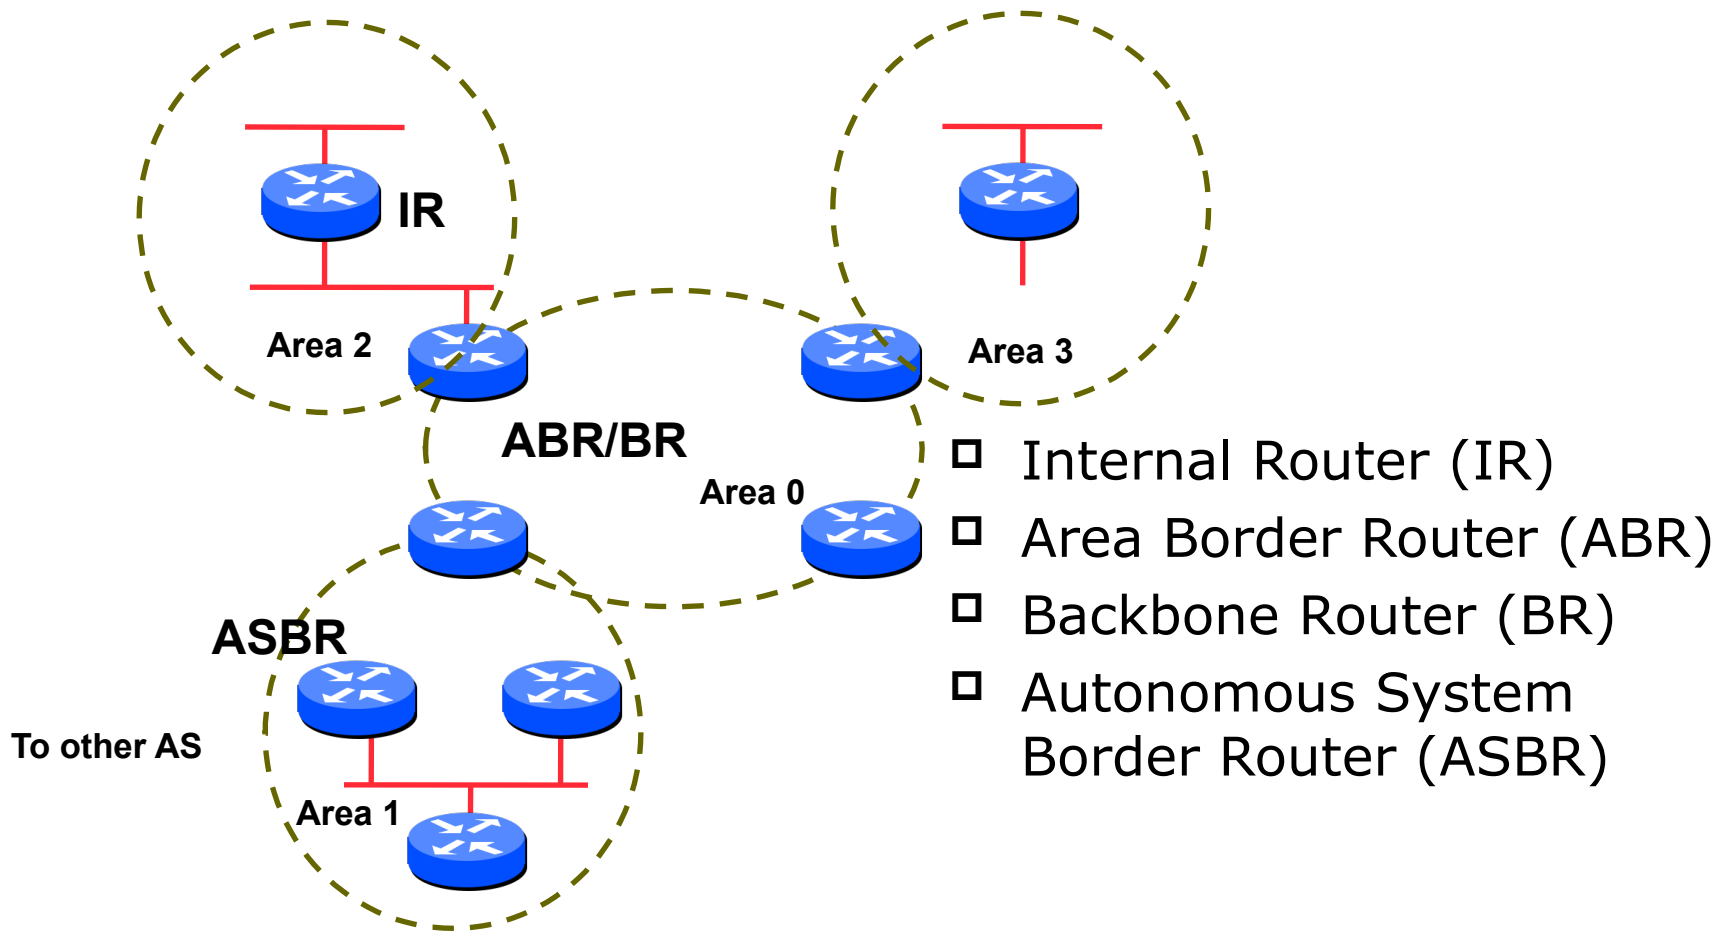 IR
Area 2
Area 3
ABR/BR
Area 0
ASBR
To other AS
Area 1
Internal Router (IR)
Area Border Router (ABR)
Backbone Router (BR)
Autonomous System
Border Router (ASBR)